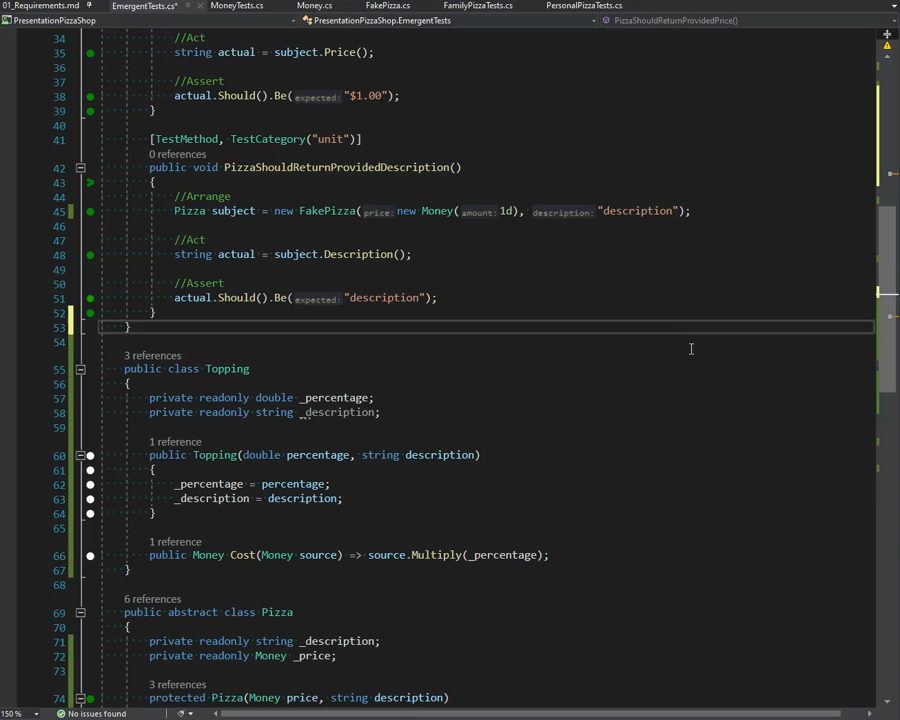 01_Requirements.md EmergentTests.cs* MoneyTests.cs Money.cs FakePizza.cs FamilyPizzaTests.cs PersonalPizzaTests.cs
PresentationPizzaShop PresentationPizzaShop.EmergentTests PizzaShouldReturnProvidedPrice()
34 //Act
35 string actual = subject.Price();
36
37 //Assert
38 actual.Should().Be(expected: "$1.00");
39 }
40
41 [TestMethod, TestCategory("unit")]
0 references
42 public void PizzaShouldReturnProvidedDescription()
43 {
44 //Arrange
45 Pizza subject = new FakePizza(price: new Money(amount: 1d), description: "description");
46
47 //Act
48 string actual = subject.Description();
49
50 //Assert
51 actual.Should().Be(expected: "description");
52 }
53 }
54
3 references
55 public class Topping
56 {
57 private readonly double _percentage;
58 private readonly string _description;
59
1 reference
60 public Topping(double percentage, string description)
61 {
62 _percentage = percentage;
63 _description = description;
64 }
65
1 reference
66 public Money Cost(Money source) => source.Multiply(_percentage);
67 }
68
6 references
69 public abstract class Pizza
70 {
71 private readonly string _description;
72 private readonly Money _price;
73
3 references
74 protected Pizza(Money price, string description)
150 % No issues found